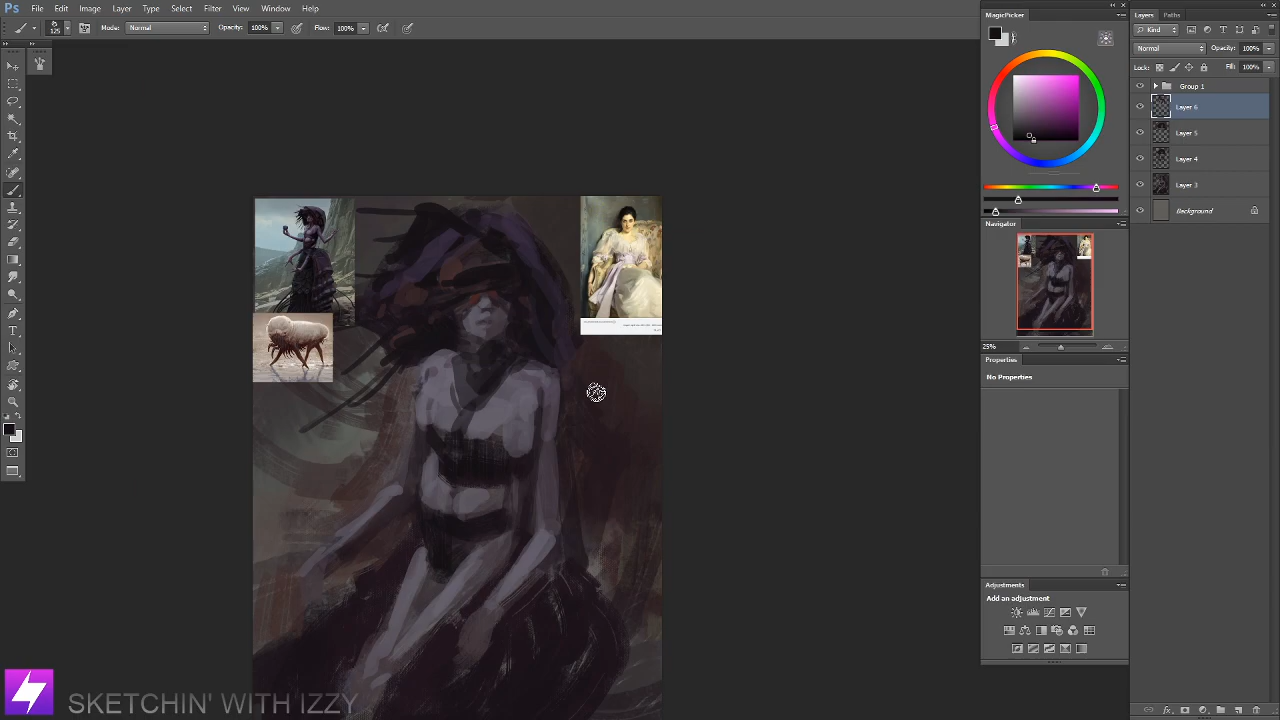 Ps File Edit Image Layer Type Select Filter View Window Help
125 Mode: Normal Opacity: 100% Flow: 100%
MagicPicker
Navigator
25%
Properties
No Properties
Adjustments
Add an adjustment
Layers Paths
Kind
Normal Opacity: 100%
Lock: Fill: 100%
Group 1
Layer 6
Layer 5
Layer 4
Layer 3
Background
SKETCHIN' WITH IZZY